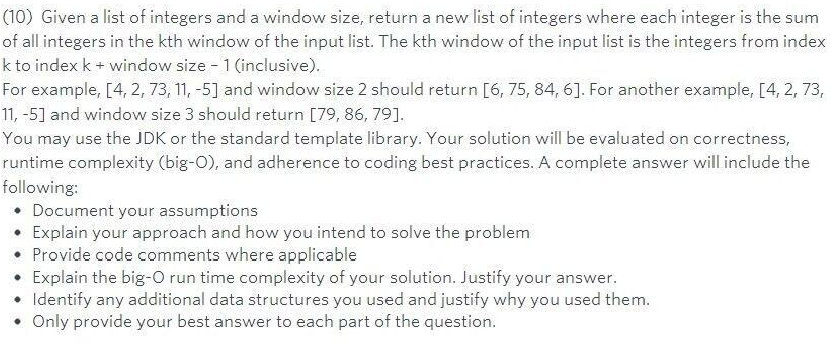 (10) Given a list of integers and a window size, return a new list of integers where each integer is the sum
of all integers in the kth window of the input list. The kth window of the input list is the integers from index
k to index k + window size - 1 (inclusive).
For example, [4, 2, 73, 11, -5] and window size 2 should return [6, 75, 84, 6]. For another example, [4, 2, 73,
11, -5] and window size 3 should return [79, 86, 79].
You may use the JDK or the standard template library. Your solution will be evaluated on correctness,
runtime complexity (big-O), and adherence to coding best practices. A complete answer will include the
following:
• Document your assumptions
• Explain your approach and how you intend to solve the problem
• Provide code comments where applicable
• Explain the big-O run time complexity of your solution. Justify your answer.
• Identify any additional data structures you used and justify why you used them.
• Only provide your best answer to each part of the question.